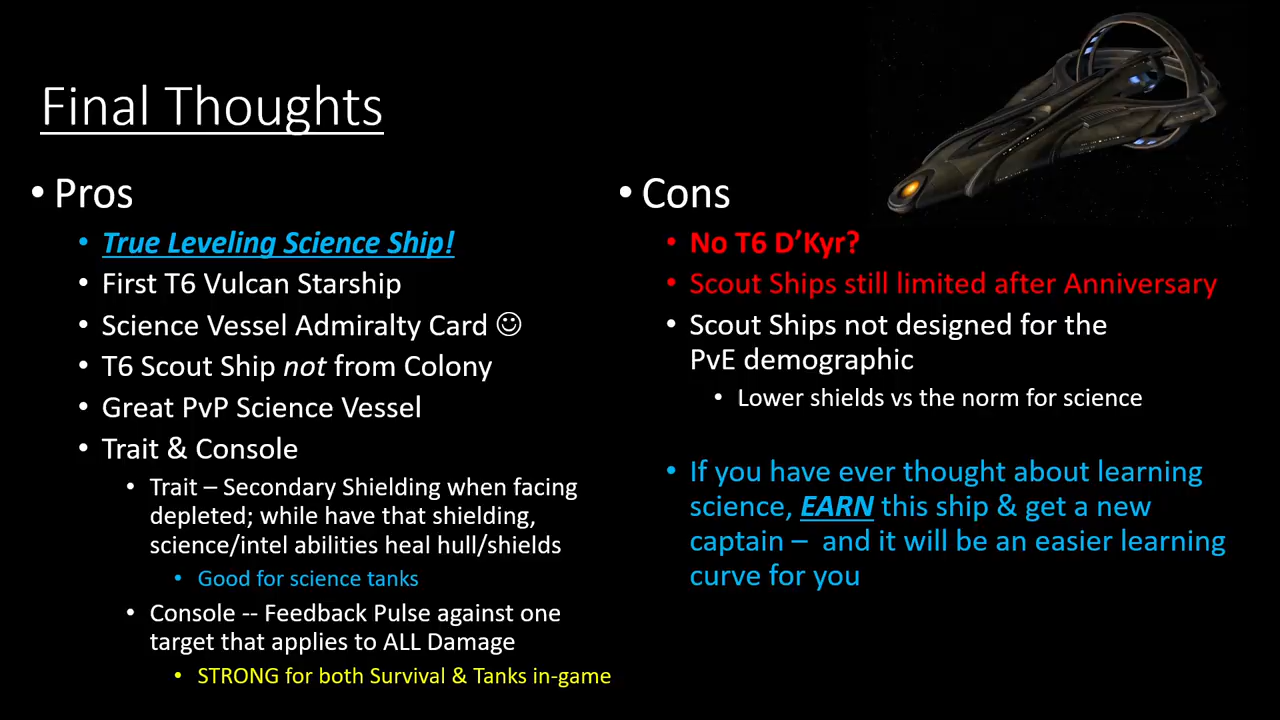 Final Thoughts
• Pros
• True Leveling Science Ship!
• First T6 Vulcan Starship
• Science Vessel Admiralty Card ☺
• T6 Scout Ship not from Colony
• Great PvP Science Vessel
• Trait & Console
• Trait – Secondary Shielding when facing
depleted; while have that shielding,
science/intel abilities heal hull/shields
• Good for science tanks
• Console -- Feedback Pulse against one
target that applies to ALL Damage
• STRONG for both Survival & Tanks in-game
• Cons
• No T6 D’Kyr?
• Scout Ships still limited after Anniversary
• Scout Ships not designed for the
PvE demographic
• Lower shields vs the norm for science
• If you have ever thought about learning
science, EARN this ship & get a new
captain – and it will be an easier learning
curve for you